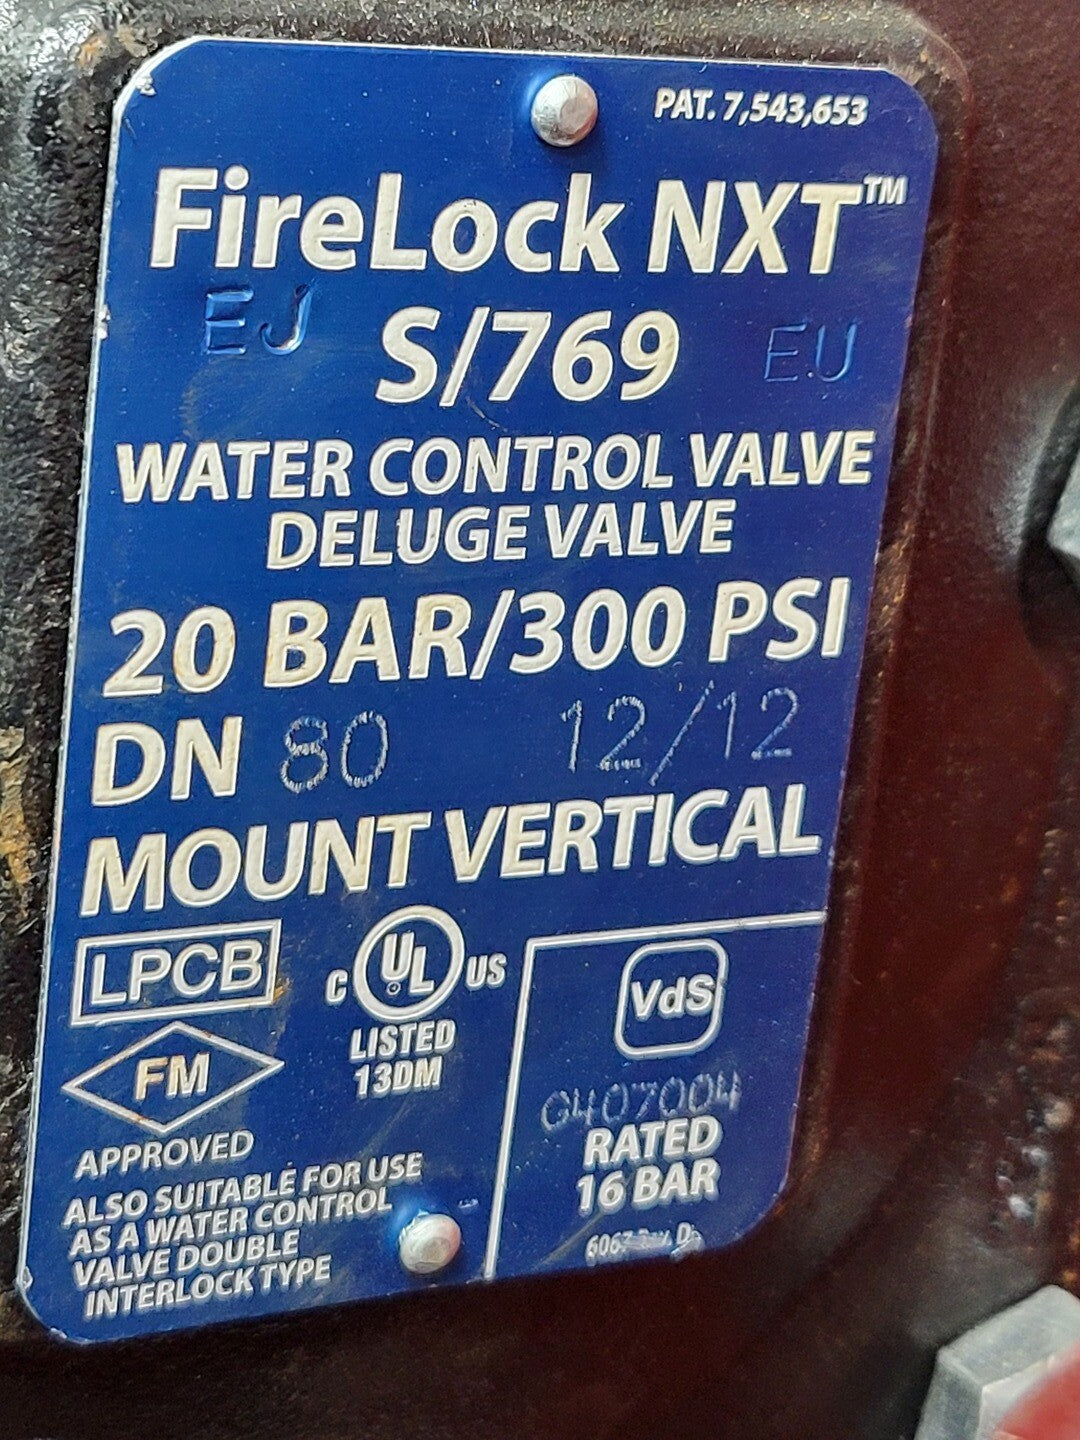 PAT. 7,543,653
FireLock NXT™
EJ S/769 EU
WATER CONTROL VALVE
DELUGE VALVE
20 BAR/300 PSI
DN 80 12/12
MOUNT VERTICAL
LPCB
C UL US
LISTED
13DM
FM
APPROVED
ALSO SUITABLE FOR USE
AS A WATER CONTROL
VALVE DOUBLE
INTERLOCK TYPE
VdS
G407004
RATED
16 BAR